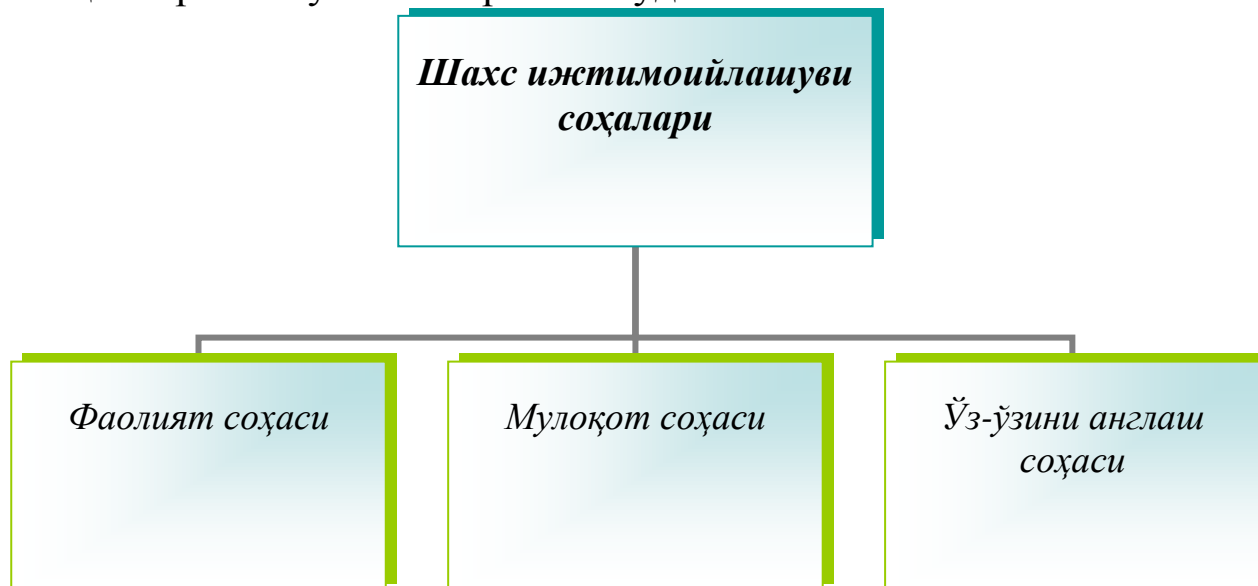 Шахс ижтимоийлашуви
соҳалари
Фаолият соҳаси
Мулоқот соҳаси
Ўз-ўзини англаш
соҳаси